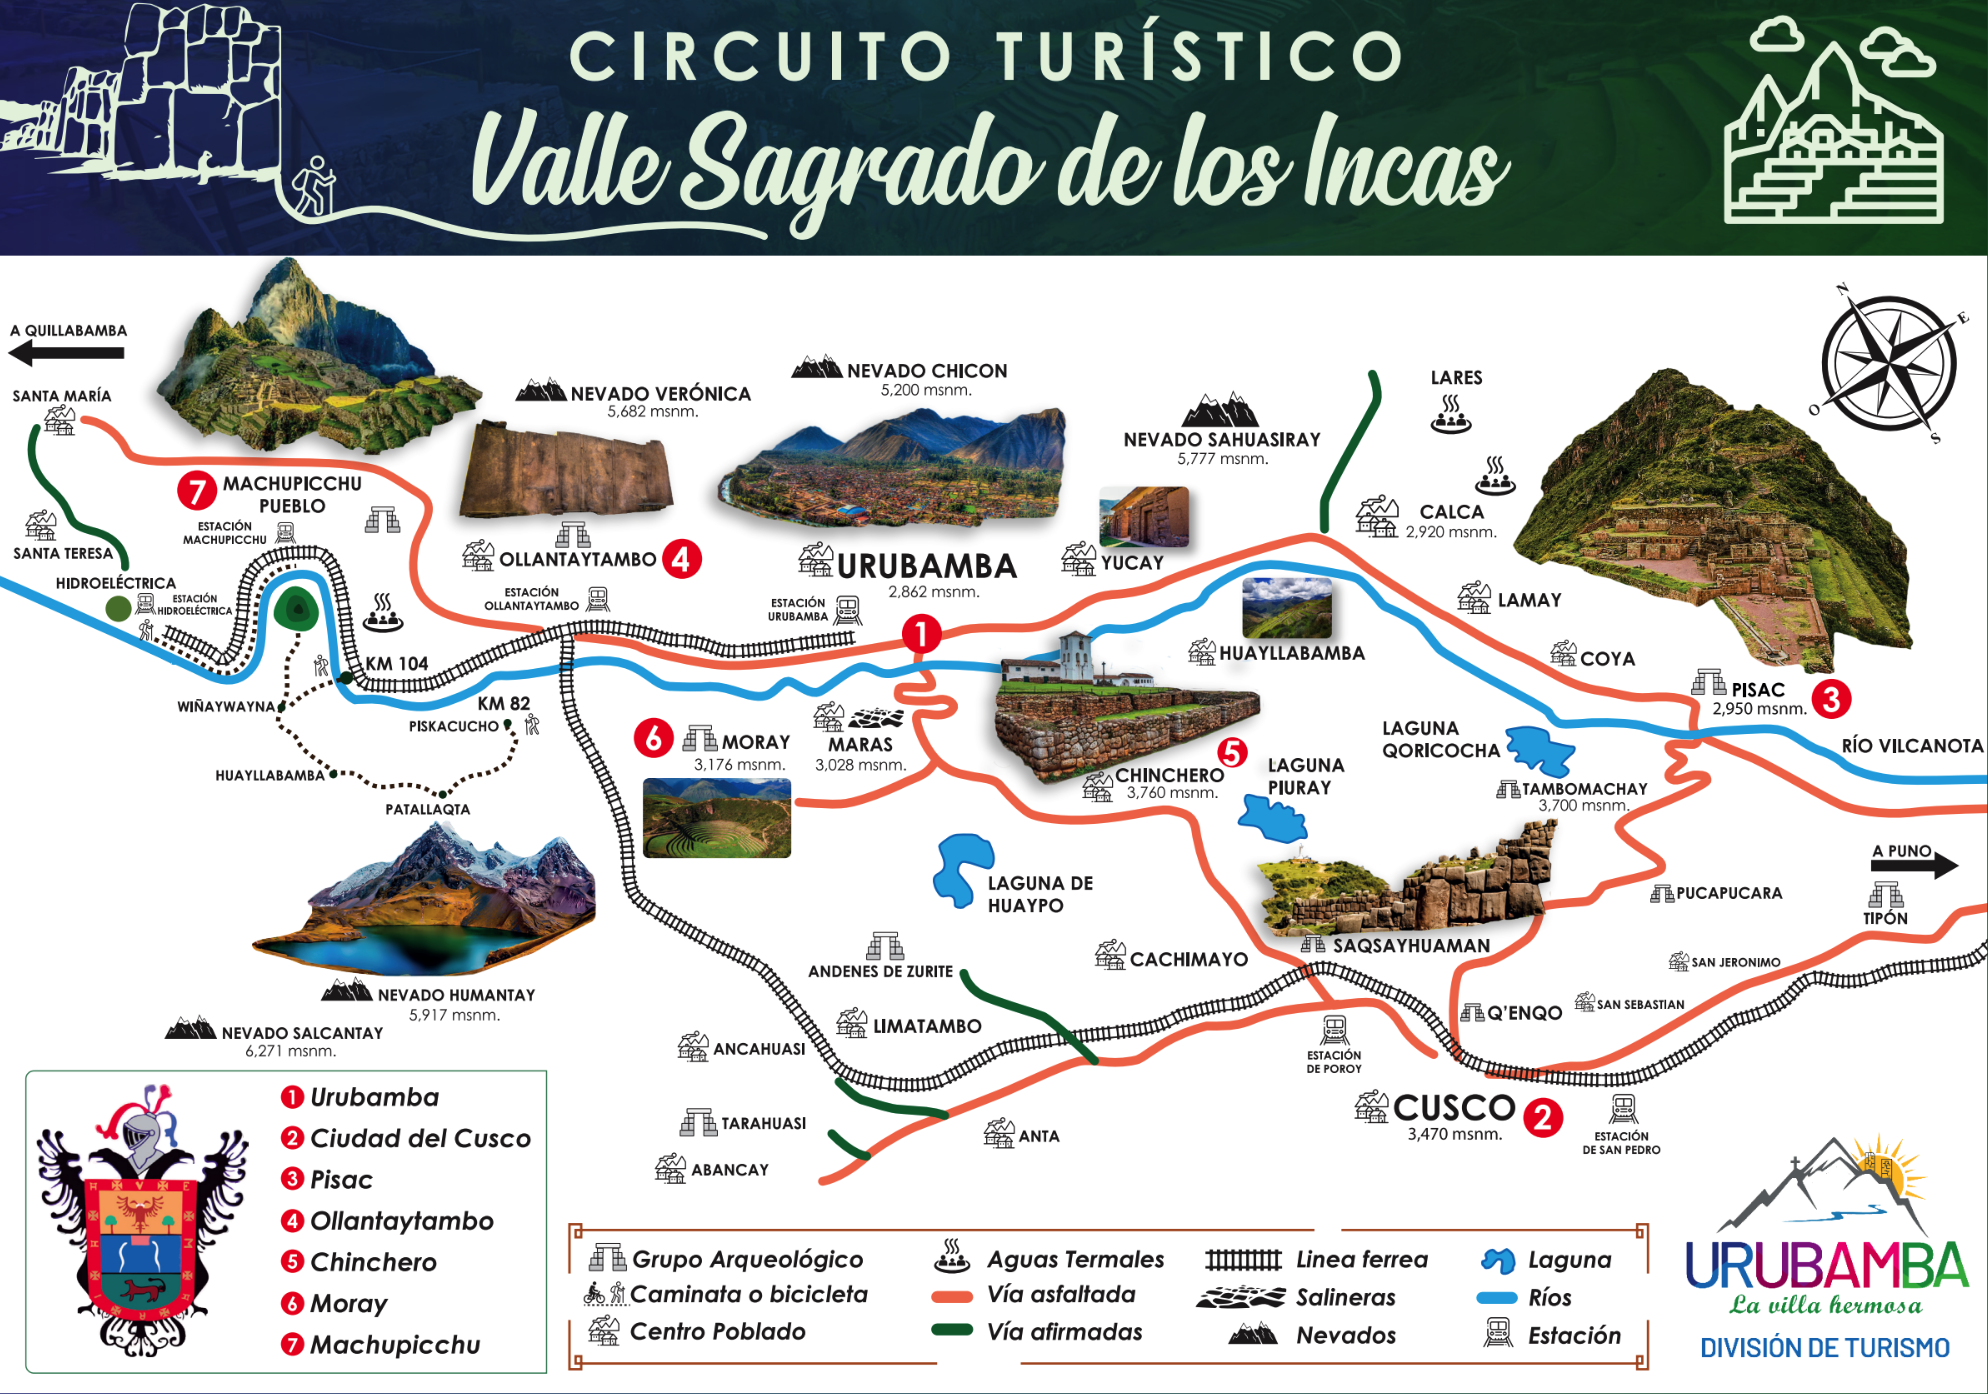 CIRCUITO TURÍSTICO
Valle Sagrado de los Incas
N
E
O
S
A QUILLABAMBA
SANTA MARÍA
SANTA TERESA
HIDROELÉCTRICA
ESTACIÓN
HIDROELÉCTRICA
7 MACHUPICCHU
PUEBLO
ESTACIÓN
MACHUPICCHU
NEVADO VERÓNICA
5,682 msnm.
OLLANTAYTAMBO 4
ESTACIÓN
OLLANTAYTAMBO
NEVADO CHICON
5,200 msnm.
URUBAMBA
2,862 msnm.
ESTACIÓN
URUBAMBA
1
NEVADO SAHUASIRAY
5,777 msnm.
YUCAY
LARES
CALCA
2,920 msnm.
LAMAY
COYA
HUAYLLABAMBA
PISAC
2,950 msnm.
3
RÍO VILCANOTA
KM 104
WIÑAYWAYNA
KM 82
PISKACUCHO
HUAYLLABAMBA
PATALLAQTA
6 MORAY
3,176 msnm.
MARAS
3,028 msnm.
5
CHINCHERO
3,760 msnm.
LAGUNA
PIURAY
LAGUNA
QORICOCHA
TAMBOMACHAY
3,700 msnm.
LAGUNA DE
HUAYPO
A PUNO
PUCAPUCARA
TIPÓN
SAQSAYHUAMAN
CACHIMAYO
ANDENES DE ZURITE
SAN JERONIMO
SAN SEBASTIAN
Q'ENQO
LIMATAMBO
ANCAHUASI
ESTACIÓN
DE POROY
NEVADO HUMANTAY
5,917 msnm.
NEVADO SALCANTAY
6,271 msnm.
TARAHUASI
ABANCAY
ANTA
CUSCO 2
3,470 msnm.
ESTACIÓN
DE SAN PEDRO
1 Urubamba
2 Ciudad del Cusco
3 Pisac
4 Ollantaytambo
5 Chinchero
6 Moray
7 Machupicchu
Grupo Arqueológico
Caminata o bicicleta
Centro Poblado
Aguas Termales
Vía asfaltada
Vía afirmadas
Linea ferrea
Salineras
Nevados
Laguna
Ríos
Estación
URUBAMBA
La villa hermosa
DIVISIÓN DE TURISMO